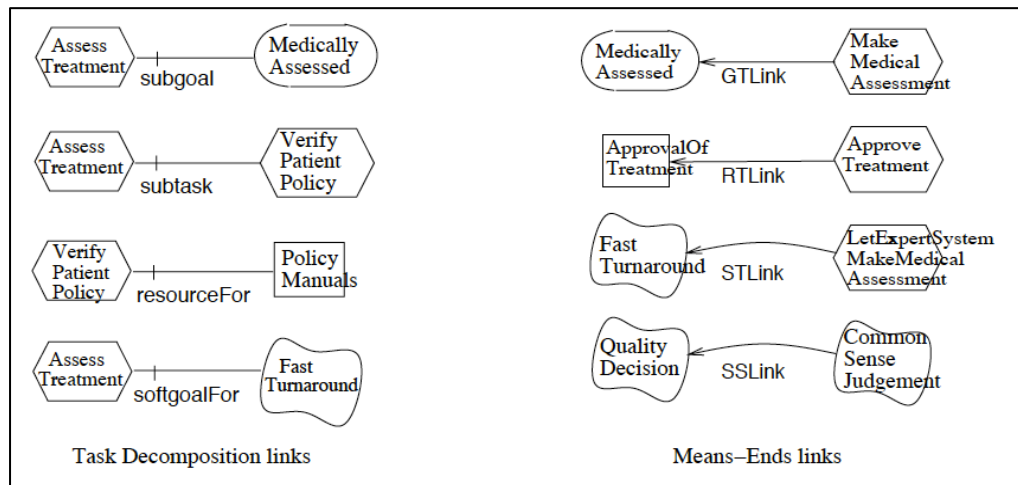 Assess
Treatment
subgoal
Medically
Assessed
Assess
Treatment
subtask
Verify
Patient
Policy
Verify
Patient
Policy
resourceFor
Policy
Manuals
Assess
Treatment
softgoalFor
Fast
Turnaround
Task Decomposition links
Medically
Assessed
GTLink
Make
Medical
Assessment
ApprovalOf
Treatment
RTLink
Approve
Treatment
Fast
Turnaround
STLink
LetExpertSystem
MakeMedical
Assessment
Quality
Decision
SSLink
Common
Sense
Judgement
Means–Ends links